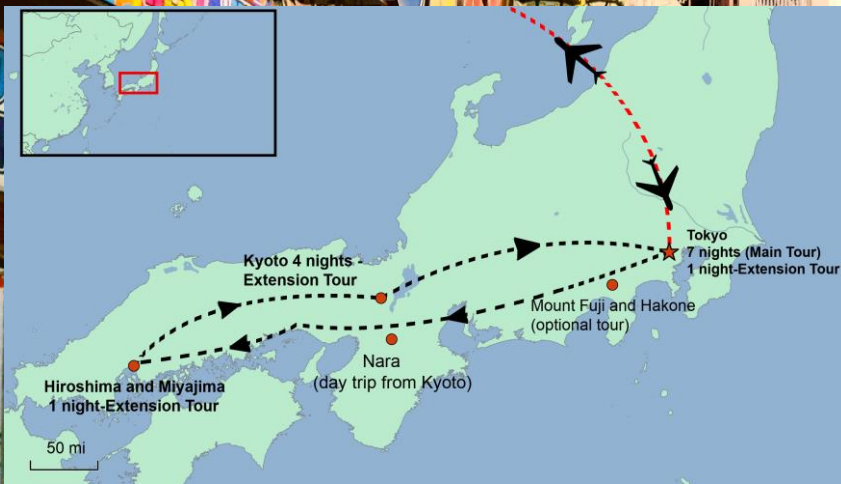 Tokyo
7 nights (Main Tour)
1 night-Extension Tour
Kyoto 4 nights -
Extension Tour
Mount Fuji and Hakone
(optional tour)
Nara
(day trip from Kyoto)
Hiroshima and Miyajima
1 night-Extension Tour
50 mi